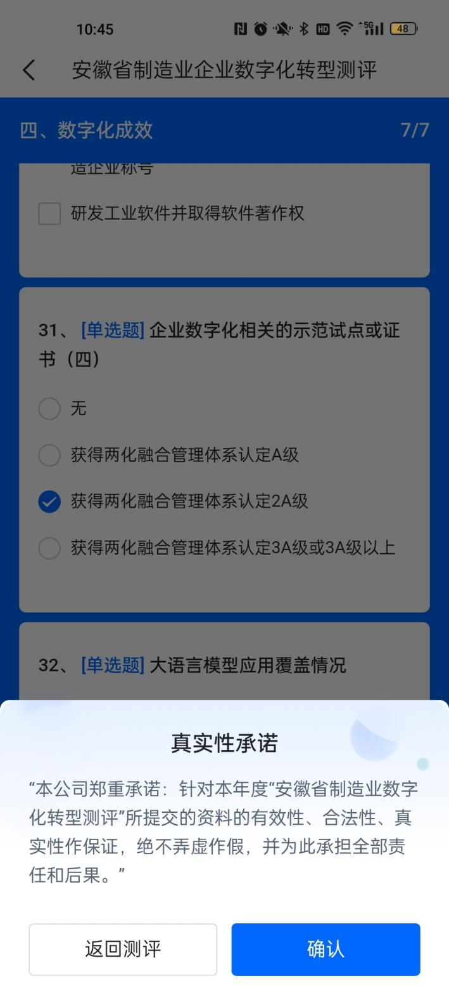 10:45
HD
5G
48
安徽省制造业企业数字化转型测评
四、数字化成效
7/7
造企业称号
研发工业软件并取得软件著作权
31、[单选题] 企业数字化相关的示范试点或证
书（四）
无
获得两化融合管理体系认定A级
获得两化融合管理体系认定2A级
获得两化融合管理体系认定3A级或3A级以上
32、[单选题] 大语言模型应用覆盖情况
真实性承诺
“本公司郑重承诺：针对本年度“安徽省制造业数字
化转型测评”所提交的资料的有效性、合法性、真
实性作保证，绝不弄虚作假，并为此承担全部责
任和后果。”
返回测评
确认